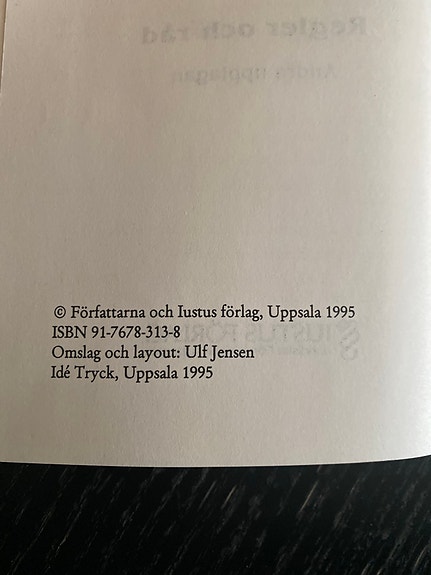 © Författarna och Iustus förlag, Uppsala 1995
ISBN 91-7678-313-8
Omslag och layout: Ulf Jensen
Idé Tryck, Uppsala 1995